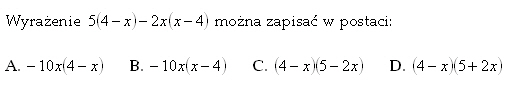 Wyrażenie 5(4 − x) − 2x(x − 4) można zapisać w postaci:
A. − 10x(4 − x) B. − 10x(x − 4) C. (4 − x)(5 − 2x) D. (4 − x)(5 + 2x)